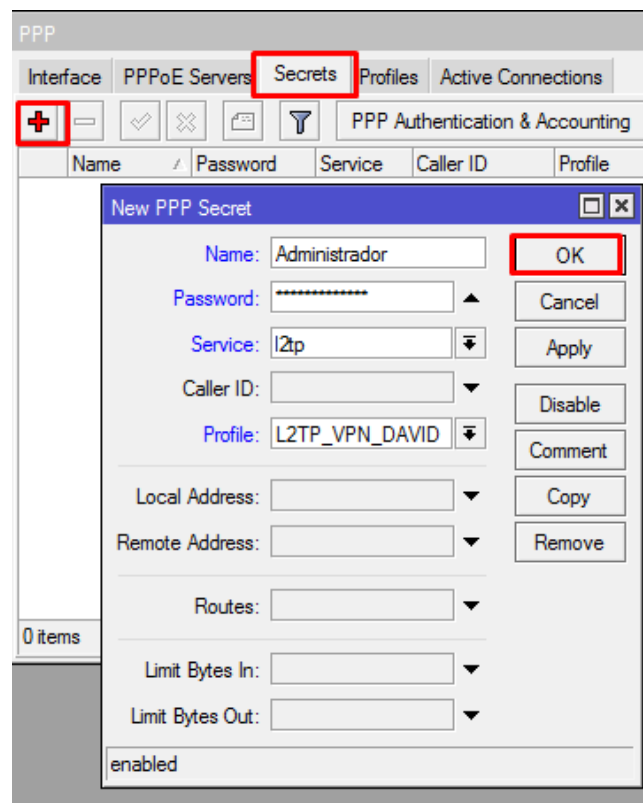 PPP
Interface PPPoE Servers Secrets Profiles Active Connections
PPP Authentication & Accounting
Name Password Service Caller ID Profile
New PPP Secret
Name: Administrador OK
Password: ************* Cancel
Service: l2tp Apply
Caller ID: Disable
Profile: L2TP_VPN_DAVID Comment
Local Address: Copy
Remote Address: Remove
Routes:
0 items
Limit Bytes In:
Limit Bytes Out:
enabled